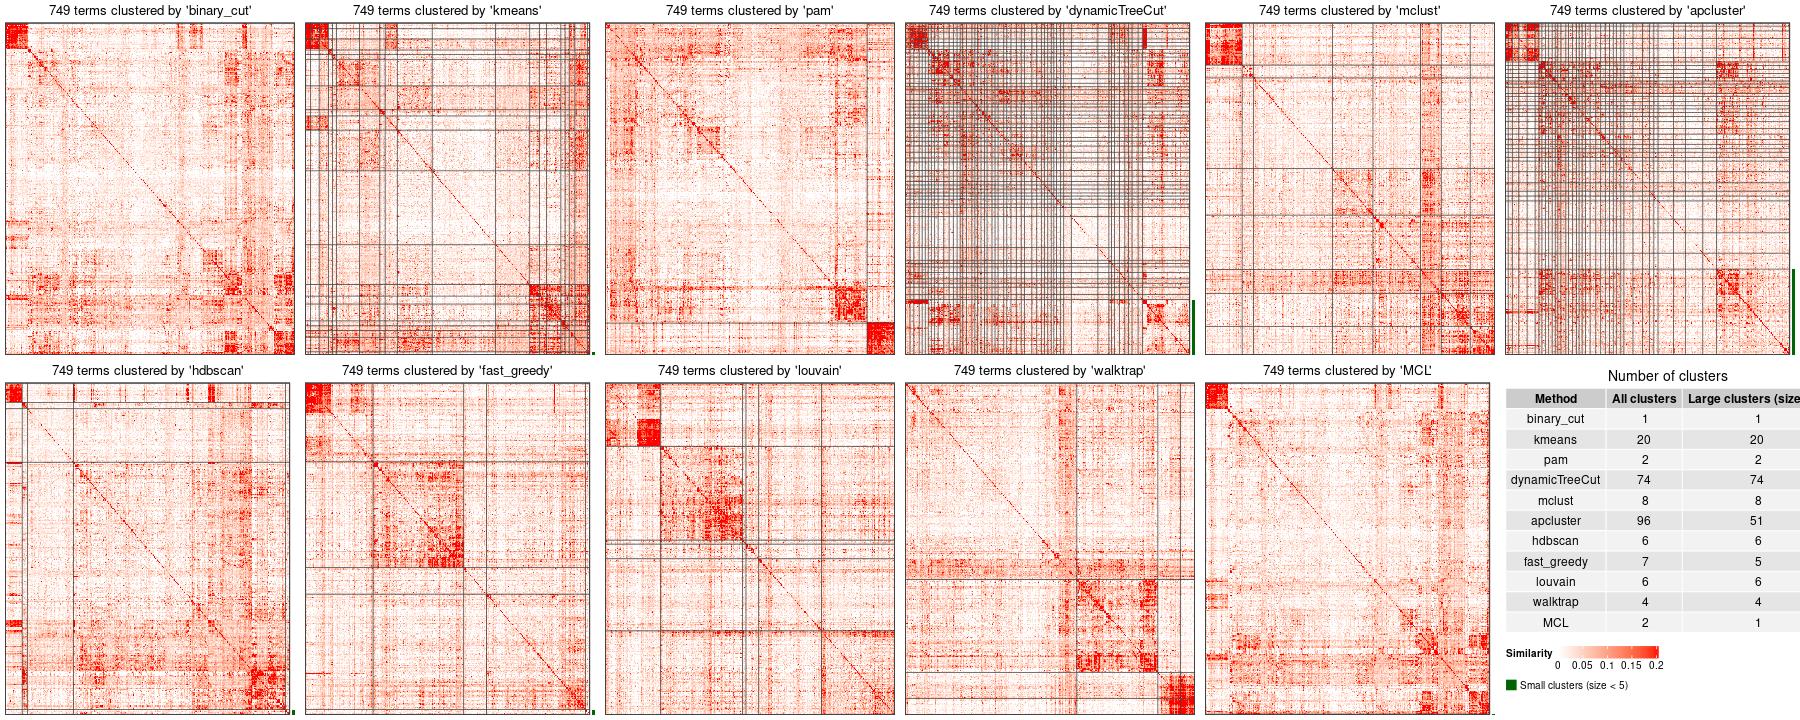 749 terms clustered by 'binary_cut'
749 terms clustered by 'kmeans'
749 terms clustered by 'pam'
749 terms clustered by 'dynamicTreeCut'
749 terms clustered by 'mclust'
749 terms clustered by 'apcluster'
749 terms clustered by 'hdbscan'
749 terms clustered by 'fast_greedy'
749 terms clustered by 'louvain'
749 terms clustered by 'walktrap'
749 terms clustered by 'MCL'
Number of clusters
Method All clusters Large clusters (size
binary_cut 1 1
kmeans 20 20
pam 2 2
dynamicTreeCut 74 74
mclust 8 8
apcluster 96 51
hdbscan 6 6
fast_greedy 7 5
louvain 6 6
walktrap 4 4
MCL 2 1
Similarity
0 0.05 0.1 0.15 0.2
Small clusters (size < 5)